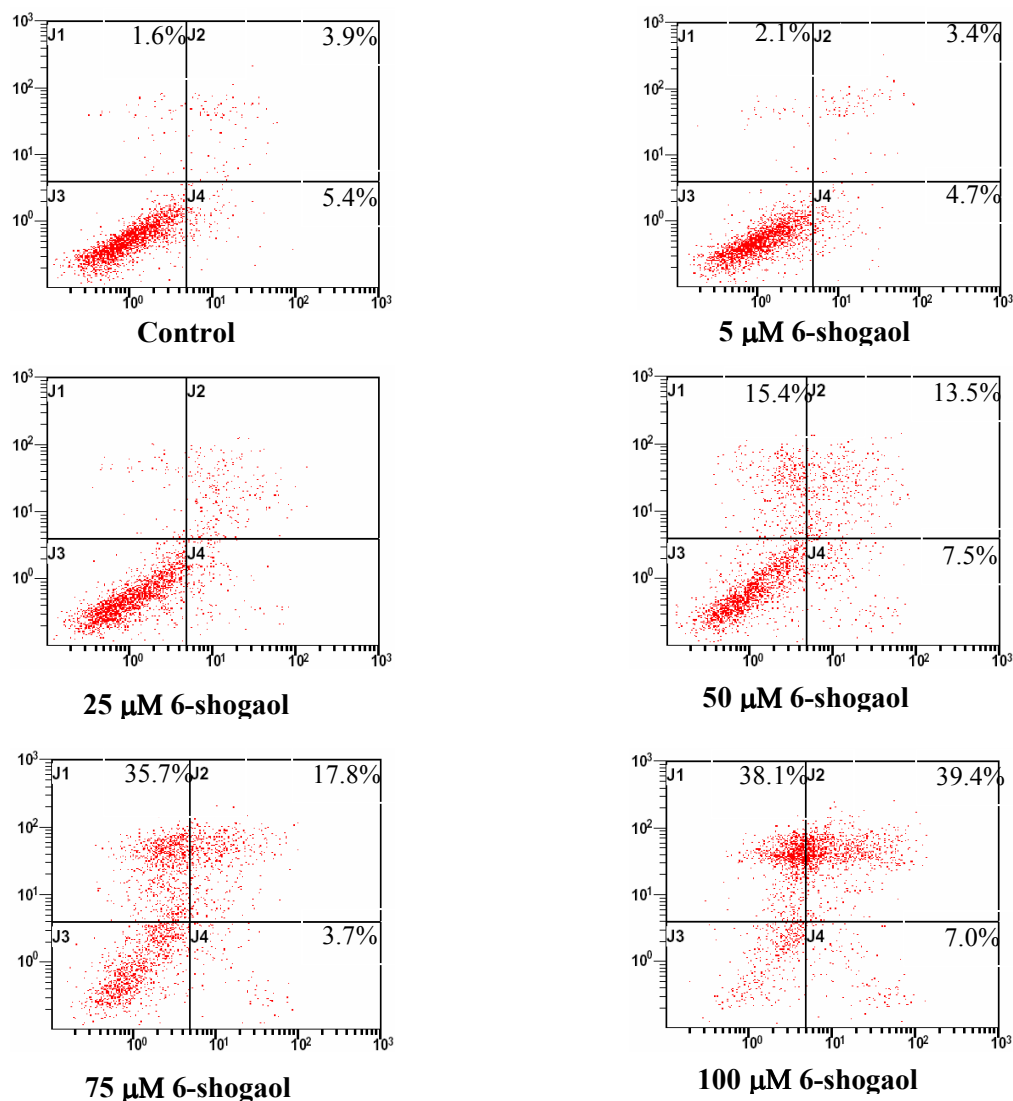 10³
J1 1.6% J2 3.9%
10²
10¹
J3 J4 5.4%
10⁰
10⁰ 10¹ 10² 10³
Control
10³
J1 2.1% J2 3.4%
10²
10¹
J3 J4 4.7%
10⁰
10⁰ 10¹ 10² 10³
5 μM 6-shogaol
10³
J1 J2
10²
10¹
J3 J4
10⁰
10⁰ 10¹ 10² 10³
25 μM 6-shogaol
10³
J1 15.4% J2 13.5%
10²
10¹
J3 J4 7.5%
10⁰
10⁰ 10¹ 10² 10³
50 μM 6-shogaol
10³
J1 35.7% J2 17.8%
10²
10¹
J3 J4 3.7%
10⁰
10⁰ 10¹ 10² 10³
75 μM 6-shogaol
10³
J1 38.1% J2 39.4%
10²
10¹
J3 J4 7.0%
10⁰
10⁰ 10¹ 10² 10³
100 μM 6-shogaol